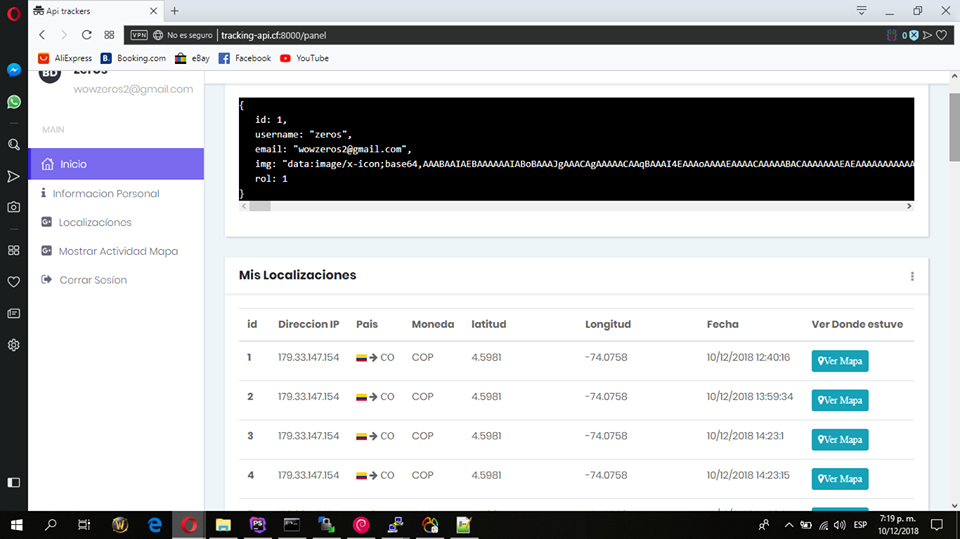 Api trackers
VPN No es seguro tracking-api.cf:8000/panel 0
AliExpress B. Booking.com eBay Facebook YouTube
BD zeros
wowzeros2@gmail.com
MAIN
Inicio
Informacion Personal
Localizaciones
Mostrar Actividad Mapa
Cerrar Sesion
{
id: 1,
username: "zeros",
email: "wowzeros2@gmail.com",
rol: 1
}
Mis Localizaciones
id Direccion IP Pais Moneda latitud Longitud Fecha Ver Donde estuve
1 179.33.147.154 CO COP 4.5981 -74.0758 10/12/2018 12:40:16 Ver Mapa
2 179.33.147.154 CO COP 4.5981 -74.0758 10/12/2018 13:59:34 Ver Mapa
3 179.33.147.154 CO COP 4.5981 -74.0758 10/12/2018 14:23:1 Ver Mapa
4 179.33.147.154 CO COP 4.5981 -74.0758 10/12/2018 14:23:15 Ver Mapa
ESP
7:19 p. m.
10/12/2018